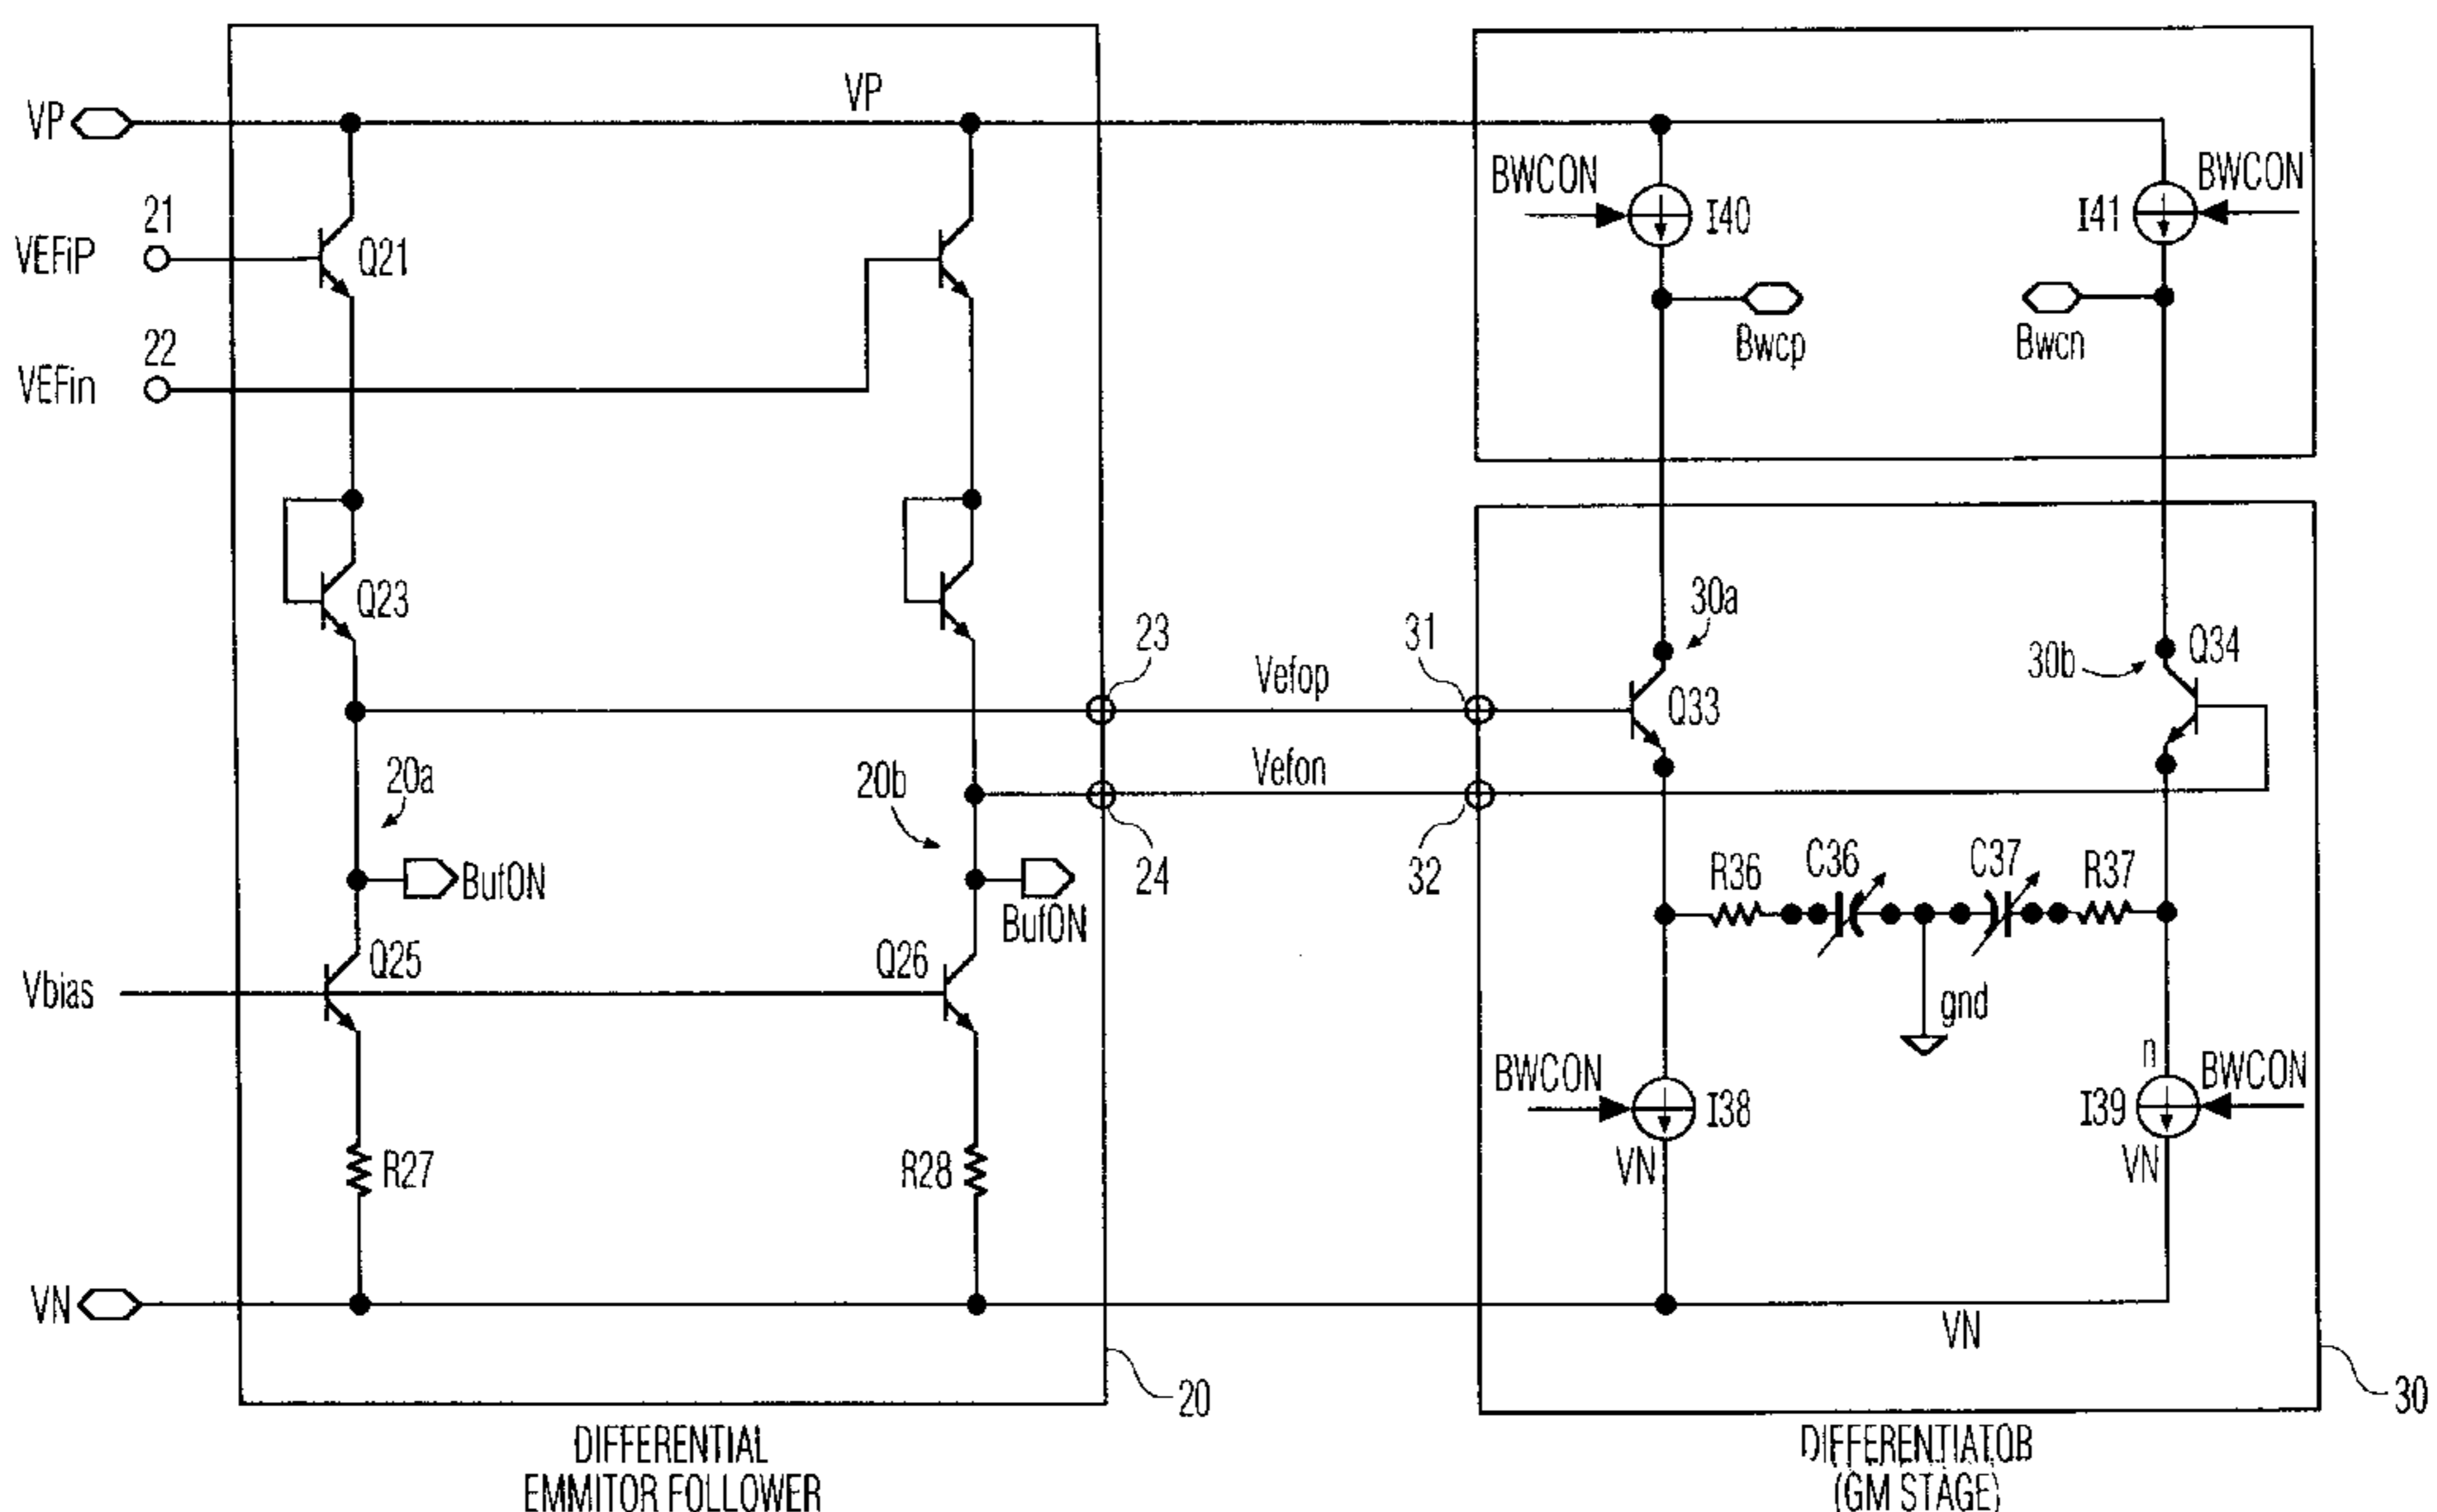 VP
VP
BWCON
I40
I41
BWCON
21
VEFiP
Q21
22
VEFin
Bwcp
Bwcn
Q23
23
31
30a
30b
Q34
Vefop
Q33
20a
20b
Vefon
24
32
BufON
BufON
R36
C36
C37
R37
Vbias
Q25
Q26
gnd
n
BWCON
I38
I39
BWCON
VN
VN
R27
R28
VN
VN
20
30
DIFFERENTIAL
EMMITOR FOLLOWER
DIFFERENTIATOB
(GM STAGE)